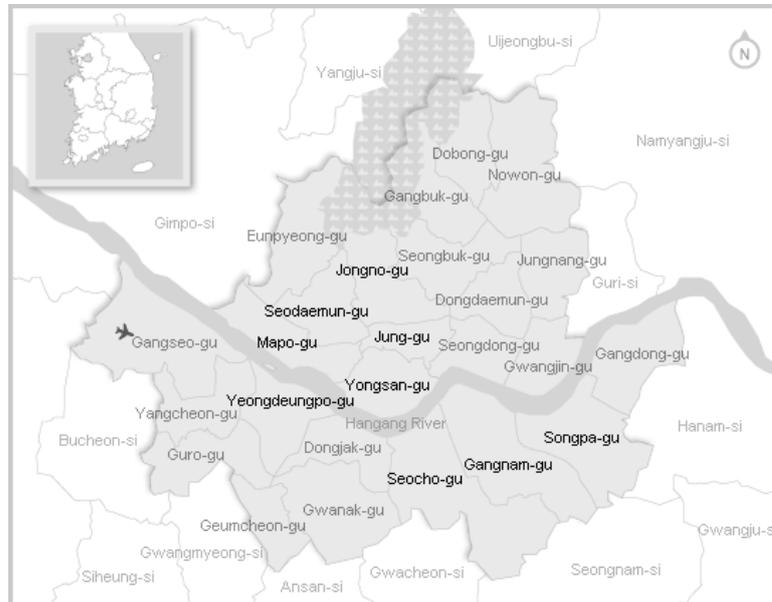 Uijeongbu-si
Yangju-si
N
Namyangju-si
Dobong-gu
Nowon-gu
Gangbuk-gu
Gimpo-si
Eunpyeong-gu
Seongbuk-gu
Jungnang-gu
Jongno-gu
Guri-si
Dongdaemun-gu
Seodaemun-gu
Jung-gu
Mapo-gu
Gangseo-gu
Seongdong-gu
Gangdong-gu
Gwangjin-gu
Yongsan-gu
Yeongdeungpo-gu
Yangcheon-gu
Hangang River
Hanam-si
Bucheon-si
Songpa-gu
Dongjak-gu
Guro-gu
Gangnam-gu
Seocho-gu
Gwanak-gu
Geumcheon-gu
Gwangju-s
Gwangmyeong-si
Gwacheon-si
Seongnam-si
Siheung-si
Ansan-si